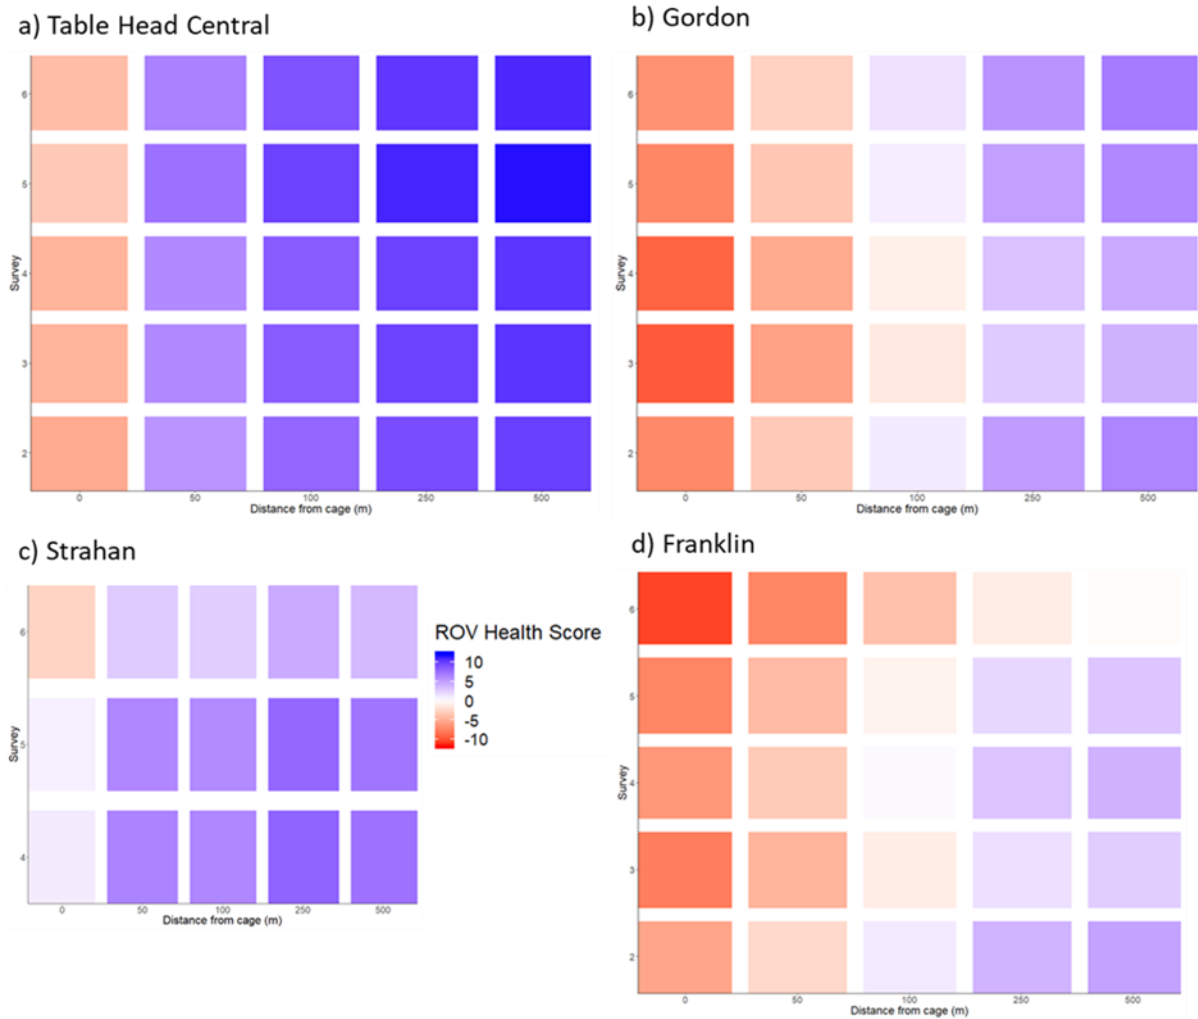 a) Table Head Central
b) Gordon
6
5
4
3
2
Survey
0 50 100 250 500
Distance from cage (m)
6
5
4
3
2
Survey
0 50 100 250 500
Distance from cage (m)
c) Strahan
d) Franklin
6
5
4
Survey
0 50 100 250 500
Distance from cage (m)
ROV Health Score
10
5
0
-5
-10
6
5
4
3
2
Survey
0 50 100 250 500
Distance from cage (m)